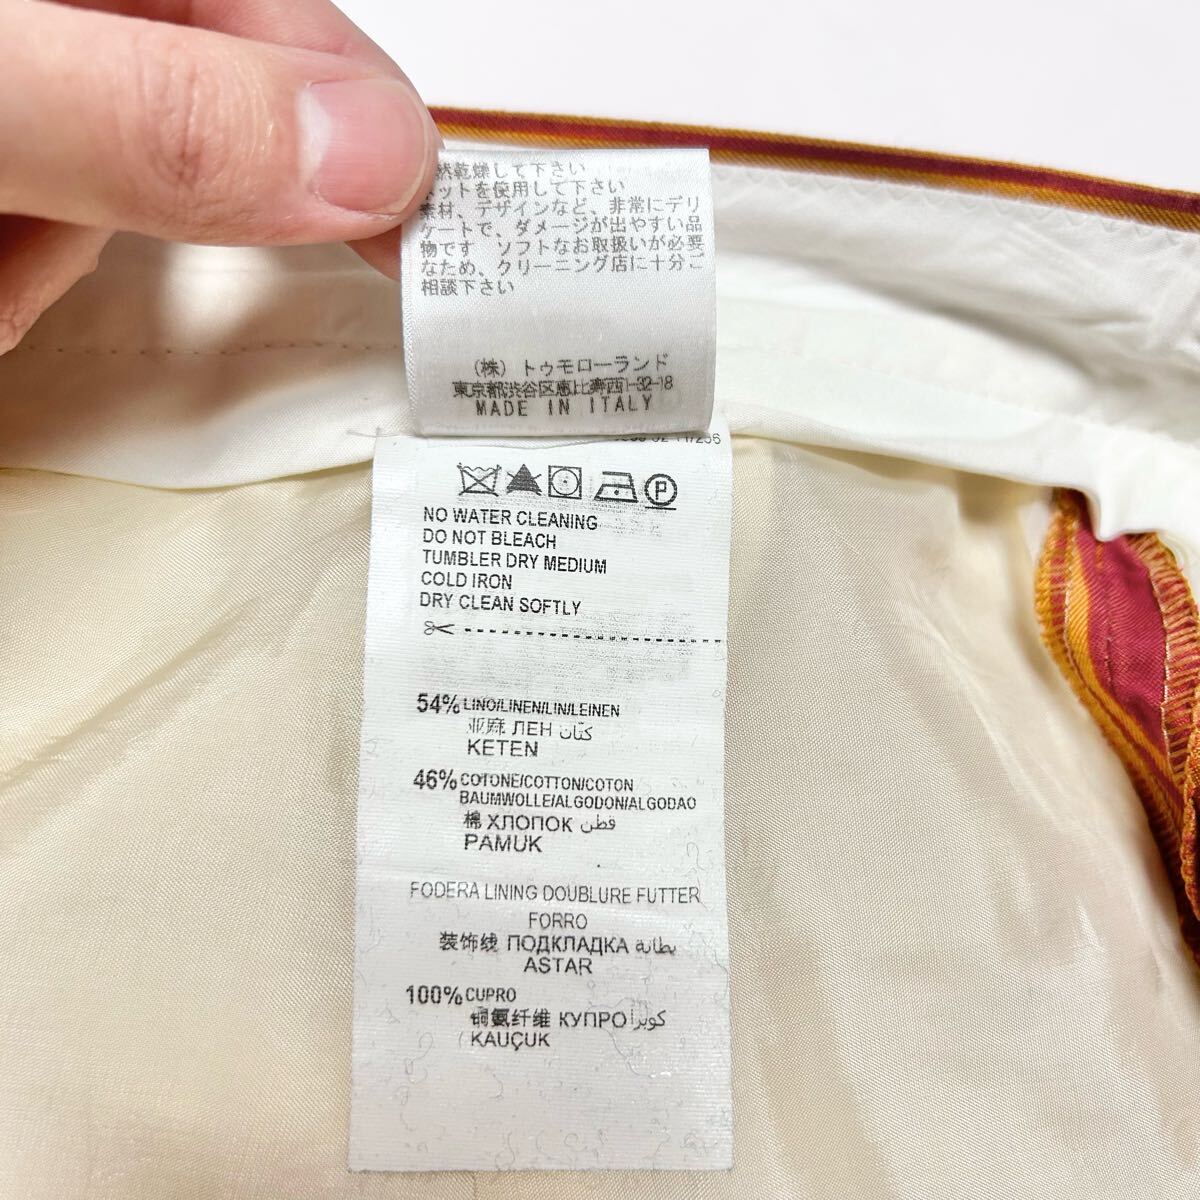 然乾燥して下さい
ネットを使用して下さい
素材、デザインなど、非常にデリ
ケートで、ダメージが出やすい品
物です　ソフトなお取扱いが必要
なため、クリーニング店に十分ご
相談下さい
(株) トゥモローランド
東京都渋谷区恵比寿西1-32-18
MADE IN ITALY
P
NO WATER CLEANING
DO NOT BLEACH
TUMBLER DRY MEDIUM
COLD IRON
DRY CLEAN SOFTLY
54% LINO/LINEN/LIN/LEINEN
亚麻 ЛЕН كتان
KETEN
46% COTONE/COTTON/COTON
BAUMWOLLE/ALGODON/ALGODAO
棉 ХЛОПОК قطن
PAMUK
FODERA LINING DOUBLURE FUTTER
FORRO
装饰线 ПОДКЛАДКА بطانة
ASTAR
100% CUPRO
铜氨纤维 КУПРО كوبرا
KAUÇUK